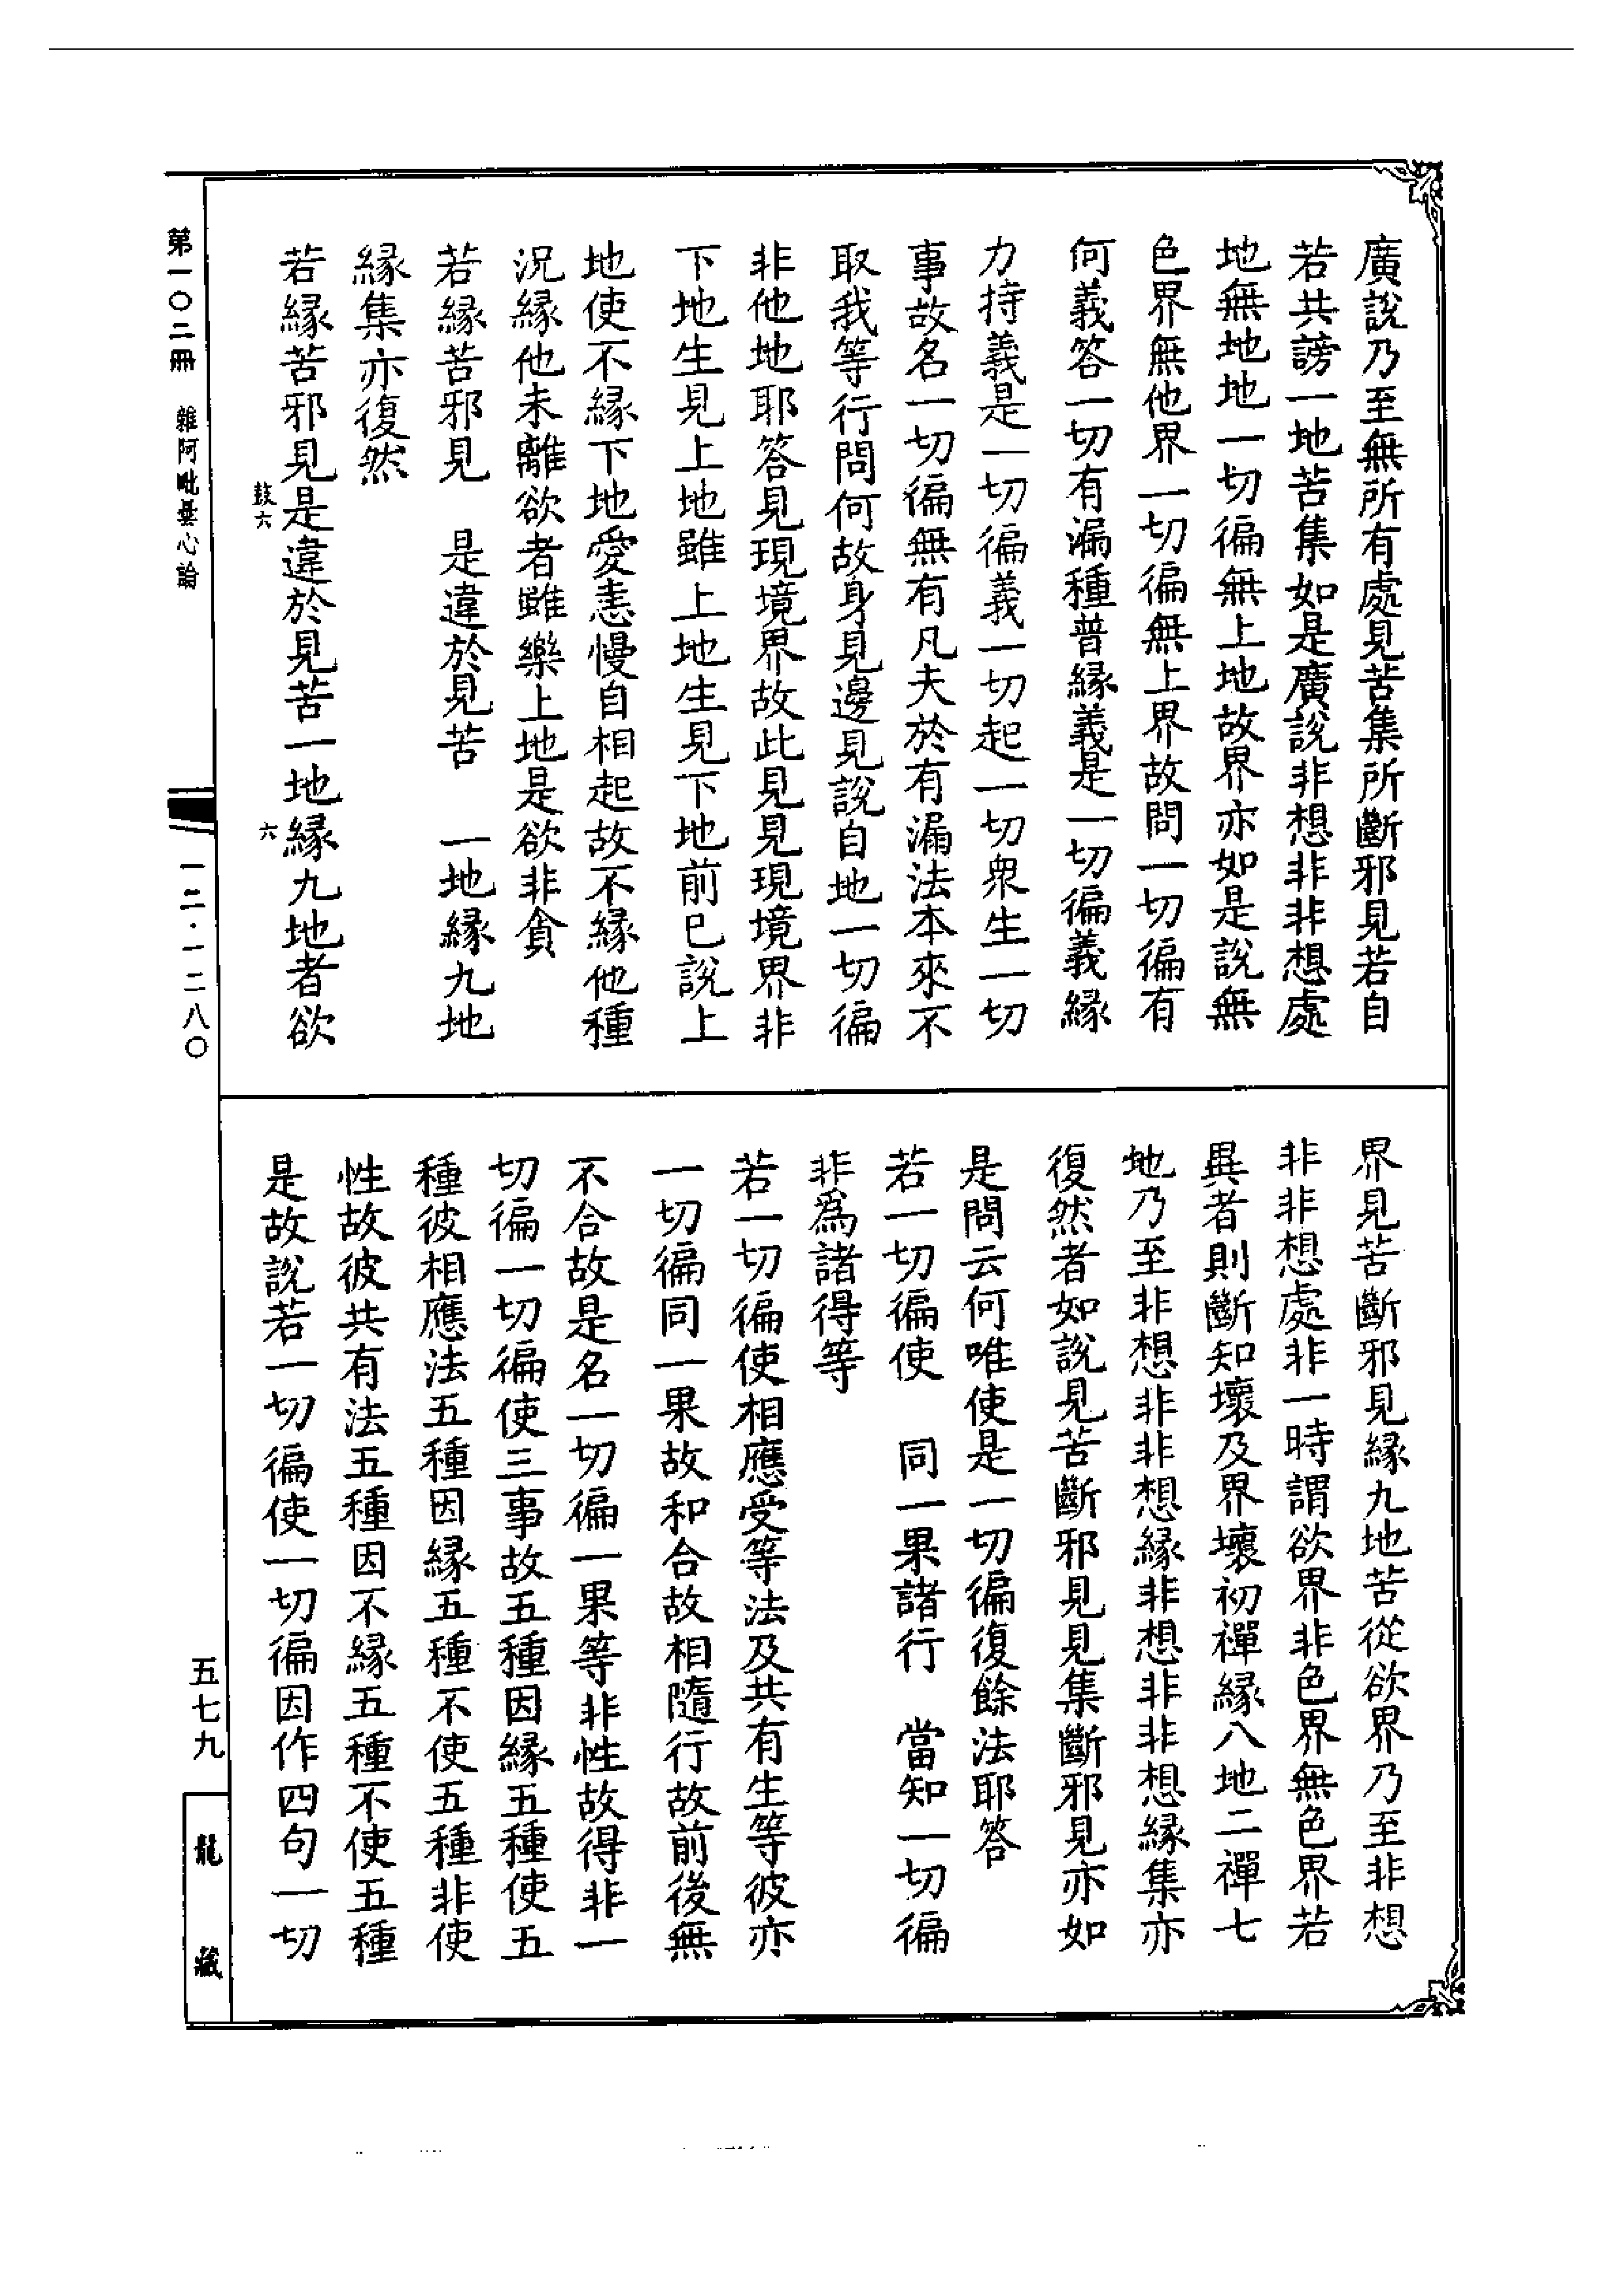 廣說乃至無所有處見苦集所斷邪見若自
若共謗一地苦集如是廣說非想非非想處
地無地地一切徧無上地故界亦如是說無
色界無他界一切徧無上界故問一切徧有
何義答一切有漏種普緣義是一切徧義緣
力持義是一切徧義一切起一切衆生一切
事故名一切徧無有凡夫於有漏法本來不
取我等行問何故身見邊見說自地一切徧
非他地耶答見現境界故此見見現境界非
下地生見上地雖上地生見下地前已說上
地使不緣下地愛恚慢自相起故不緣他種
況緣他未離欲者雖樂上地是欲非貪
若緣苦邪見　是違於見苦　一地緣九地
緣集亦復然
若緣苦邪見是違於見苦一地緣九地者欲
界見苦斷邪見緣九地苦從欲界乃至非想
非非想處非一時謂欲界非色界無色界若
異者則斷知壞及界壞初禪緣八地二禪七
地乃至非想非非想緣非想非非想緣集亦
復然者如說見苦斷邪見見集斷邪見亦如
是問云何唯使是一切徧復餘法耶答
若一切徧使　同一果諸行　當知一切徧
非爲諸得等
若一切徧使相應受等法及共有生等彼亦
一切徧同一果故和合故相隨行故前後無
不合故是名一切徧一果等非性故得非一
切徧一切徧使三事故五種因緣五種使五
種彼相應法五種因緣五種不使五種非使
性故彼共有法五種因不緣五種不使五種
是故說若一切徧使一切徧因作四句一切
第一〇二冊　雜阿毗曇心論
鼓六
六
一二·一二八〇
五七九
龍藏